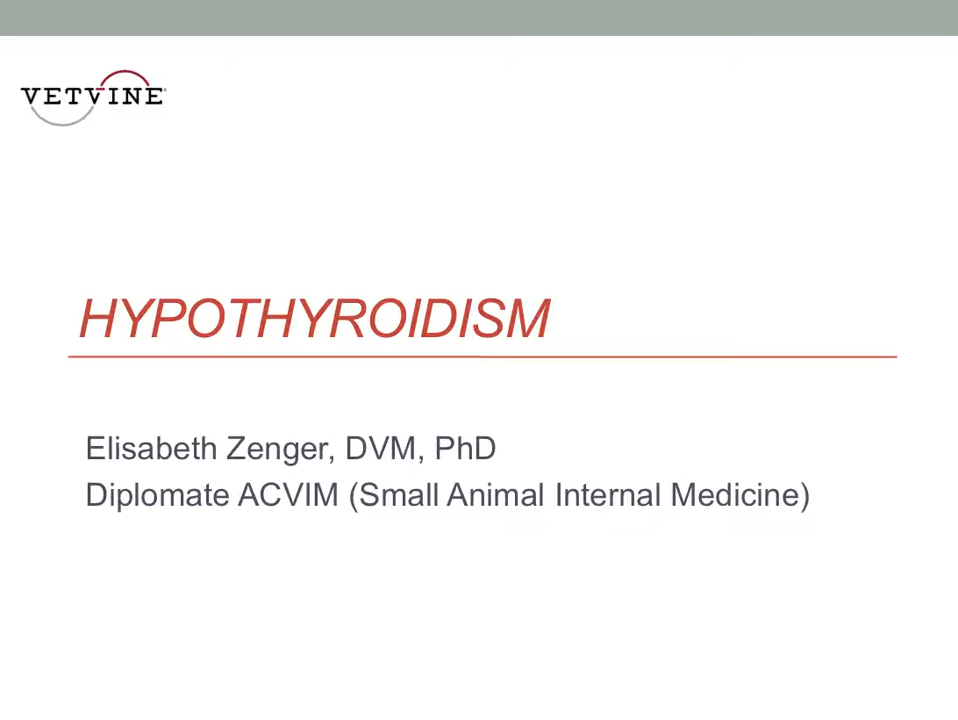 VETVINE
HYPOTHYROIDISM
Elisabeth Zenger, DVM, PhD
Diplomate ACVIM (Small Animal Internal Medicine)